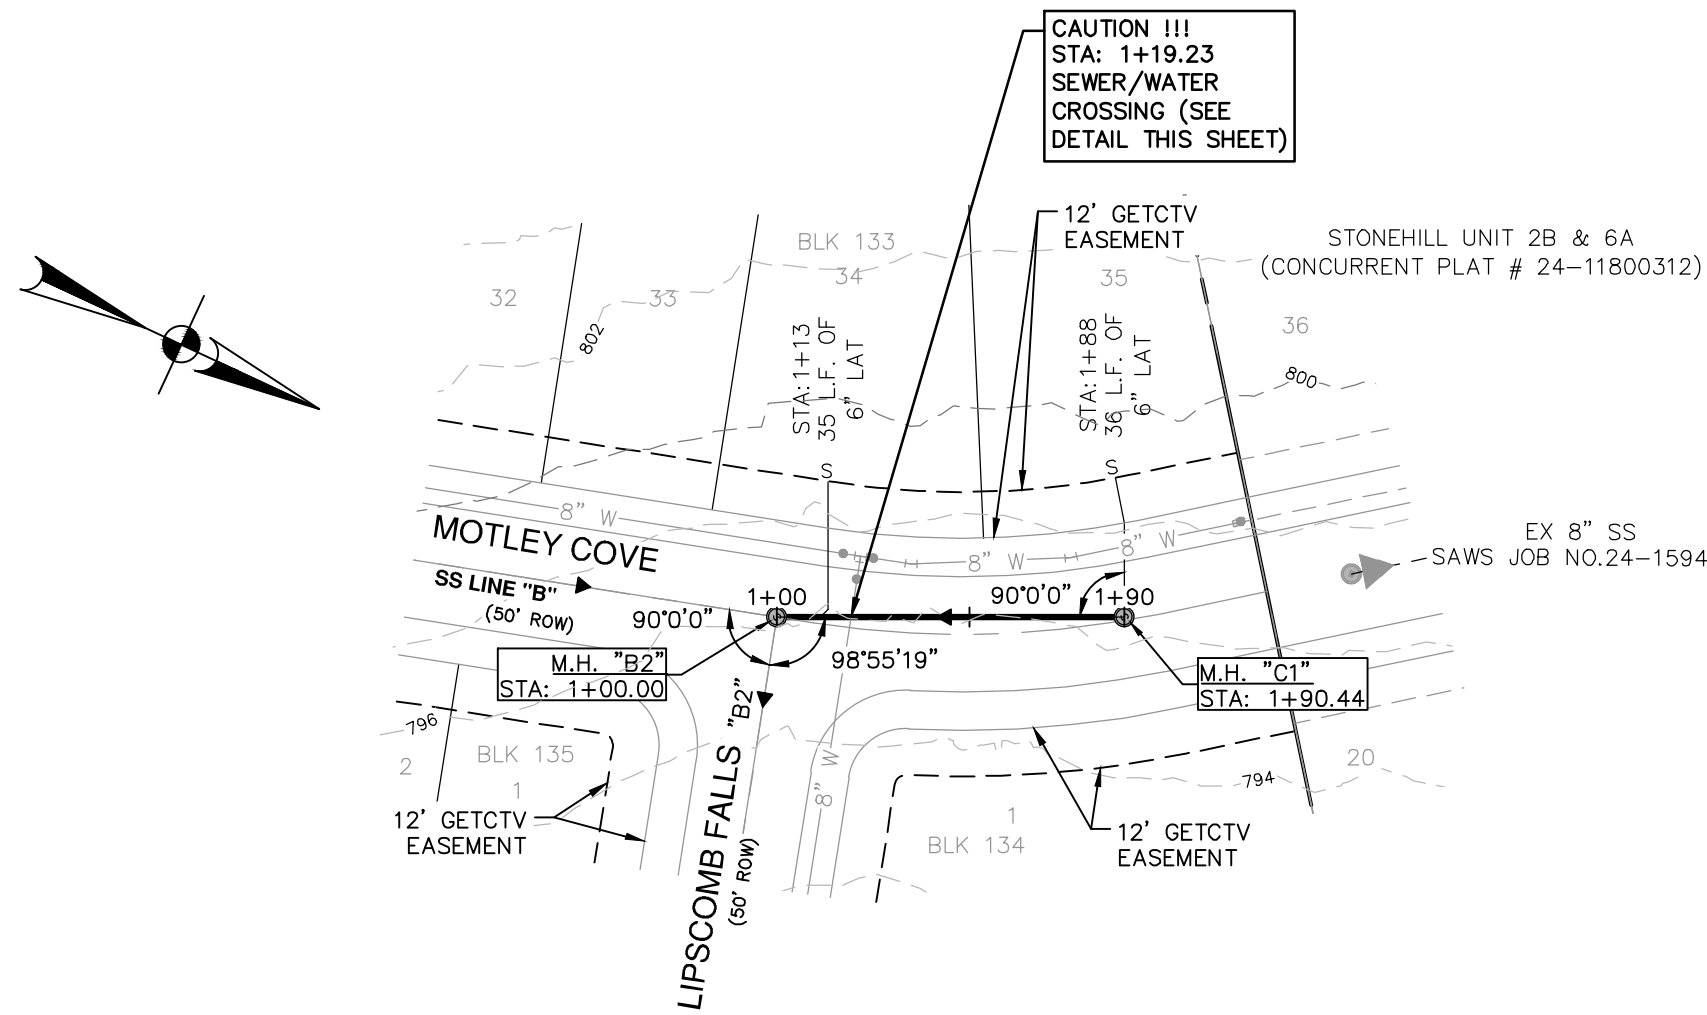 CAUTION !!!
STA: 1+19.23
SEWER/WATER
CROSSING (SEE
DETAIL THIS SHEET)
12' GETCTV
EASEMENT
STONEHILL UNIT 2B & 6A
(CONCURRENT PLAT # 24-11800312)
BLK 133
32
33
34
35
36
802
800
STA:1+13
35 L.F. OF
6" LAT
STA:1+88
36 L.F. OF
6" LAT
S
S
8" W
8" W
8" W
MOTLEY COVE
SS LINE "B"
(50' ROW)
EX 8" SS
SAWS JOB NO.24-1594
1+00
90°0'0"
90°0'0"
1+90
98°55'19"
M.H. "B2"
STA: 1+00.00
M.H. "C1"
STA: 1+90.44
796
2
BLK 135
1
12' GETCTV
EASEMENT
LIPSCOMB FALLS "B2"
(50' ROW)
8" W
1
BLK 134
12' GETCTV
EASEMENT
794
20